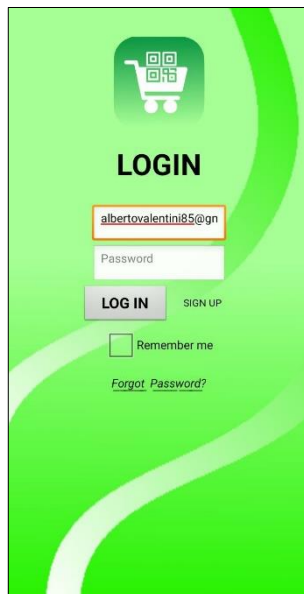 LOGIN
albertovalentini85@gn
Password
LOG IN SIGN UP
Remember me
Forgot Password?